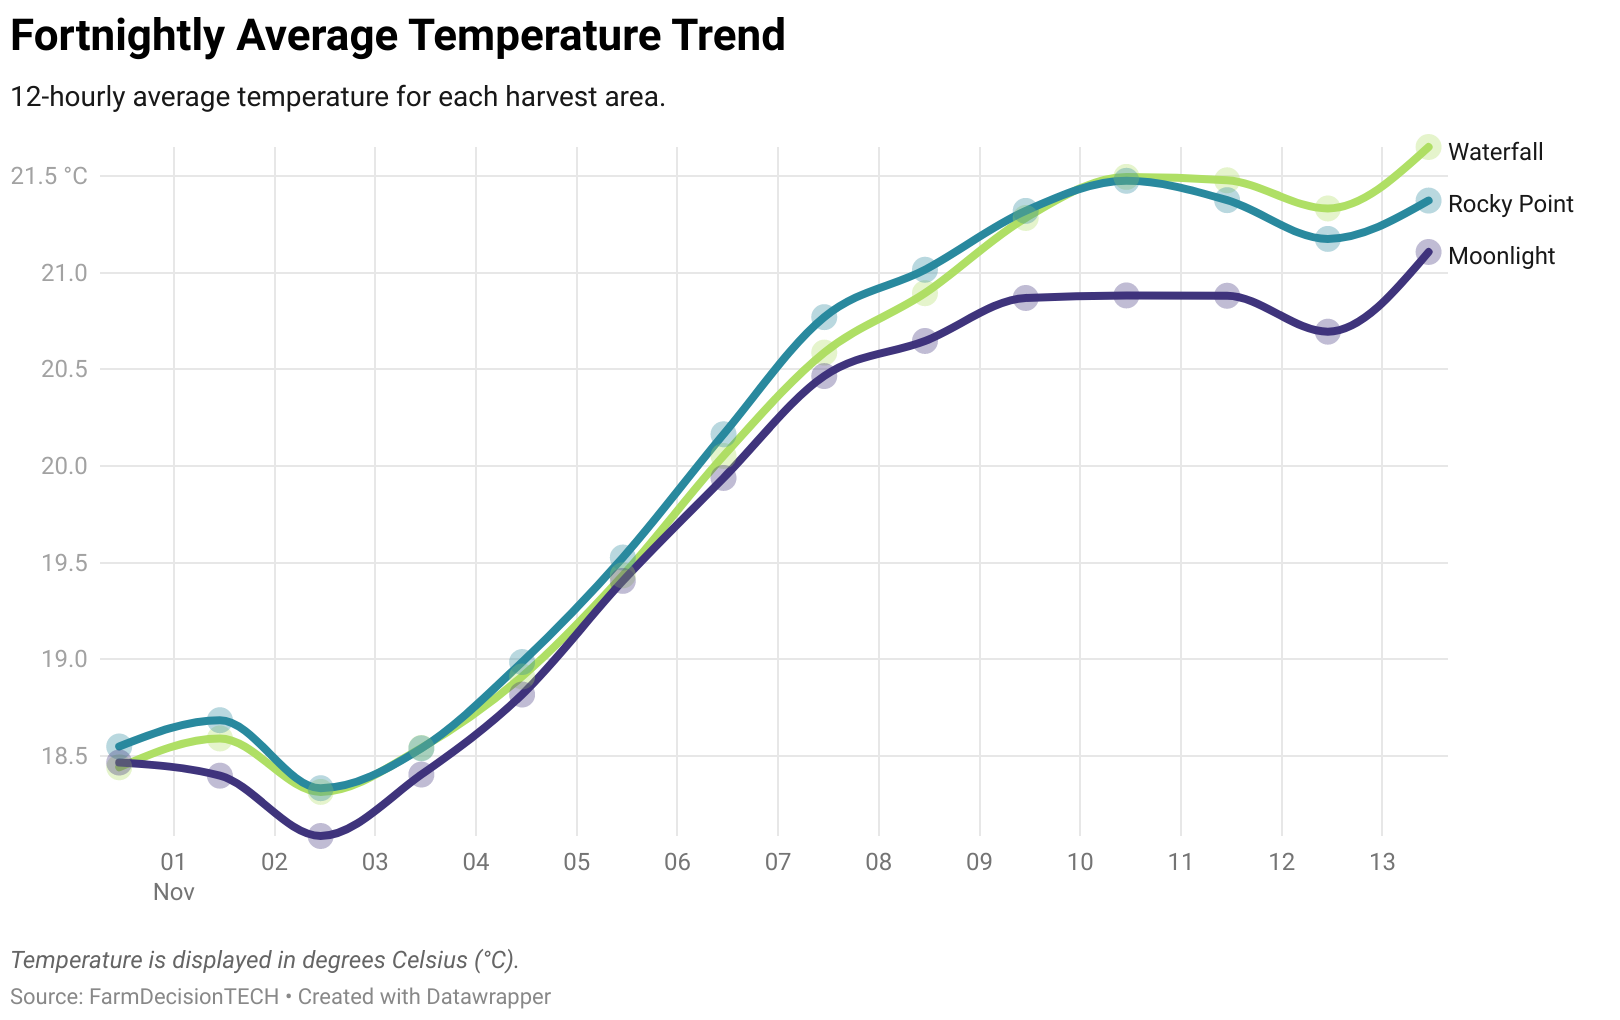 Fortnightly Average Temperature Trend
12-hourly average temperature for each harvest area.
21.5 °C
21.0
20.5
20.0
19.5
19.0
18.5
Waterfall
Rocky Point
Moonlight
01 02 03 04 05 06 07 08 09 10 11 12 13
Nov
Temperature is displayed in degrees Celsius (°C).
Source: FarmDecisionTECH • Created with Datawrapper